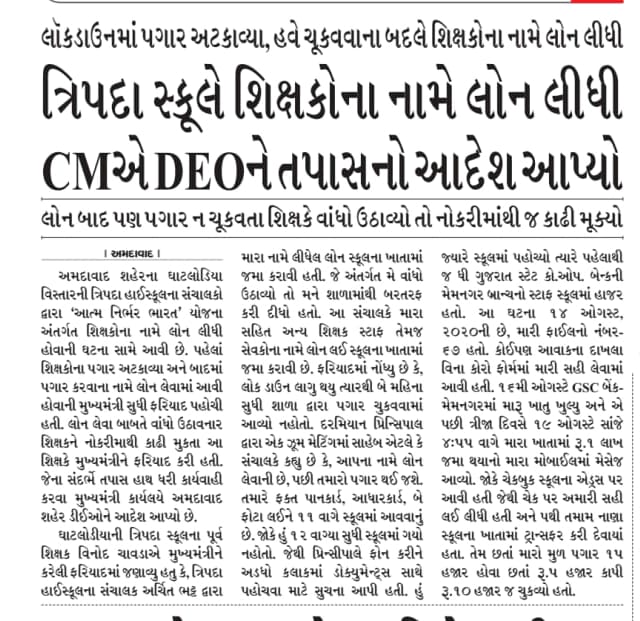 લૉકડાઉનમાં પગાર અટકાવ્યા, હવે ચૂકવવાના બદલે શિક્ષકોના નામે લોન લીધી
ત્રિપદા સ્કૂલે શિક્ષકોના નામે લોન લીધી
CMએ DEOને તપાસનો આદેશ આપ્યો
લોન બાદ પણ પગાર ન ચૂકવતા શિક્ષકે વાંધો ઉઠાવ્યો તો નોકરીમાંથી જ કાઢી મૂક્યો
। અમદાવાદ ।
અમદાવાદ શહેરના ઘાટલોડિયા
વિસ્તારની ત્રિપદા હાઈસ્કૂલના સંચાલકો
દ્વારા ‘આત્મ નિર્ભર ભારત’ યોજના
અંતર્ગત શિક્ષકોના નામે લોન લીધી
હોવાની ઘટના સામે આવી છે. પહેલાં
શિક્ષકોના પગાર અટકાવ્યા અને બાદમાં
પગાર કરવાના નામે લોન લેવામાં આવી
હોવાની મુખ્યમંત્રી સુધી ફરિયાદ પહોચી
હતી. લોન લેવા બાબતે વાંધો ઉઠાવનાર
શિક્ષકને નોકરીમાથી કાઢી મુકતા આ
શિક્ષકે મુખ્યમંત્રીને ફરિયાદ કરી હતી.
જેના સંદર્ભે તપાસ હાથ ધરી કાર્યવાહી
કરવા મુખ્યમંત્રી કાર્યલયે અમદાવાદ
શહેર ડીઈઓને આદેશ આપ્યો છે.
ઘાટલોડીયાની ત્રિપદા સ્કૂલના પૂર્વ
શિક્ષક વિનોદ ચાવડાએ મુખ્યમંત્રીને
કરેલી ફરિયાદમાં જણાવ્યુ હતુ કે, ત્રિપદા
હાઈસ્કૂલના સંચાલક અર્ચિત ભટ્ટ દ્વારા
મારા નામે લીધેલ લોન સ્કૂલના ખાતામાં
જમા કરાવી હતી. જે અંતર્ગત મે વાંધો
ઉઠાવ્યો તો મને શાળામાંથી બરતરફ
કરી દીધો હતો. આ સંચાલકે મારા
સહિત અન્ય શિક્ષક સ્ટાફ તેમજ
સેવકોના નામે લોન લઈ સ્કૂલના ખાતામાં
જમા કરાવી છે. ફરિયાદમાં નોંધ્યુ છે કે,
લોક ડાઉન લાગુ થયુ ત્યારથી બે મહિના
સુધી શાળા દ્વારા પગાર ચુકવવામાં
આવ્યો નહોતો. દરમિયાન પ્રિન્સિપાલ
દ્વારા એક ઝૂમ મેટિંગમાં સાહેબ એટલે કે
સંચાલકે કહ્યુ છે કે, આપના નામે લોન
લેવાની છે, પછી તમારો પગાર થઈ જશે.
તમારે ફક્ત પાનકાર્ડ, આધારકાર્ડ, બે
ફોટા લઈને ૧૧ વાગે સ્કૂલમાં આવવાનું
છે. જોકે હું ૧૨ વાગ્યા સુધી સ્કૂલમાં ગયો
નહોતો. જેથી પ્રિન્સીપાલે ફોન કરીને
અડધો કલાકમાં ડોક્યુમેન્ટ્સ સાથે
પહોચવા માટે સુચના આપી હતી. હું
જ્યારે સ્કૂલમાં પહોચ્યો ત્યારે પહેલાથી
જ ધી ગુજરાત સ્ટેટ કો.ઓપ. બેન્કની
મેમનગર બ્રાન્ચનો સ્ટાફ સ્કૂલમાં હાજર
હતો. આ ઘટના ૧૪ ઓગસ્ટ,
૨૦૨૦ની છે, મારી ફાઈલનો નંબર-
૬૭ હતો. કોઈપણ આવાકના દાખલા
વિના કોરો ફોર્મમાં મારી સહી લેવામાં
આવી હતી. ૧૬મી ઓગસ્ટે GSC બેંક-
મેમનગરમાં મારૂ ખાતુ ખુલ્યુ અને એ
પછી ત્રીજા દિવસે ૧૯ ઓગસ્ટે સાંજે
૪ઃ૫૫ વાગે મારા ખાતામાં રૂ.૧ લાખ
જમા થયાનો મારા મોબાઈલમાં મેસેજ
આવ્યો. જોકે ચેકબુક સ્કૂલના એડ્રસ પર
આવી હતી જેથી ચેક પર અમારી સહી
લઈ લીધી હતી અને પથી તમામ નાણા
સ્કૂલના ખાતામાં ટ્રાન્સફર કરી દેવાયાં
હતા. તેમ છતાં મારો મુળ પગાર ૧૫
હજાર હોવા છતાં રૂ.૫ હજાર કાપી
રૂ.૧૦ હજાર જ ચુકવ્યો હતો.